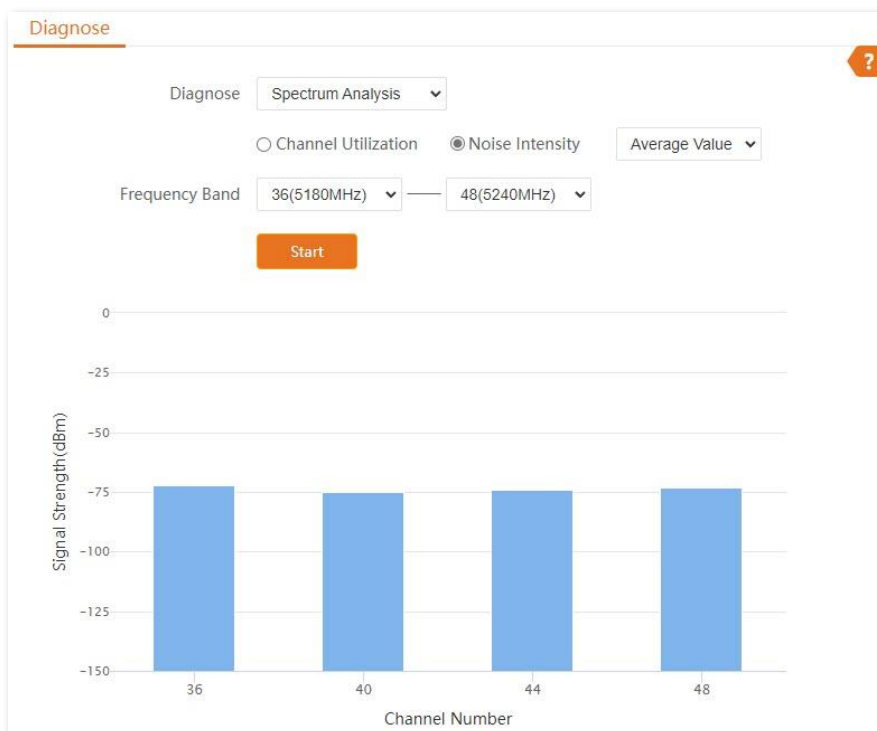 Diagnose
?
Diagnose Spectrum Analysis
Channel Utilization Noise Intensity Average Value
Frequency Band 36(5180MHz) 48(5240MHz)
Start
0
-25
-50
-75
-100
-125
-150
Signal Strength(dBm)
36 40 44 48
Channel Number